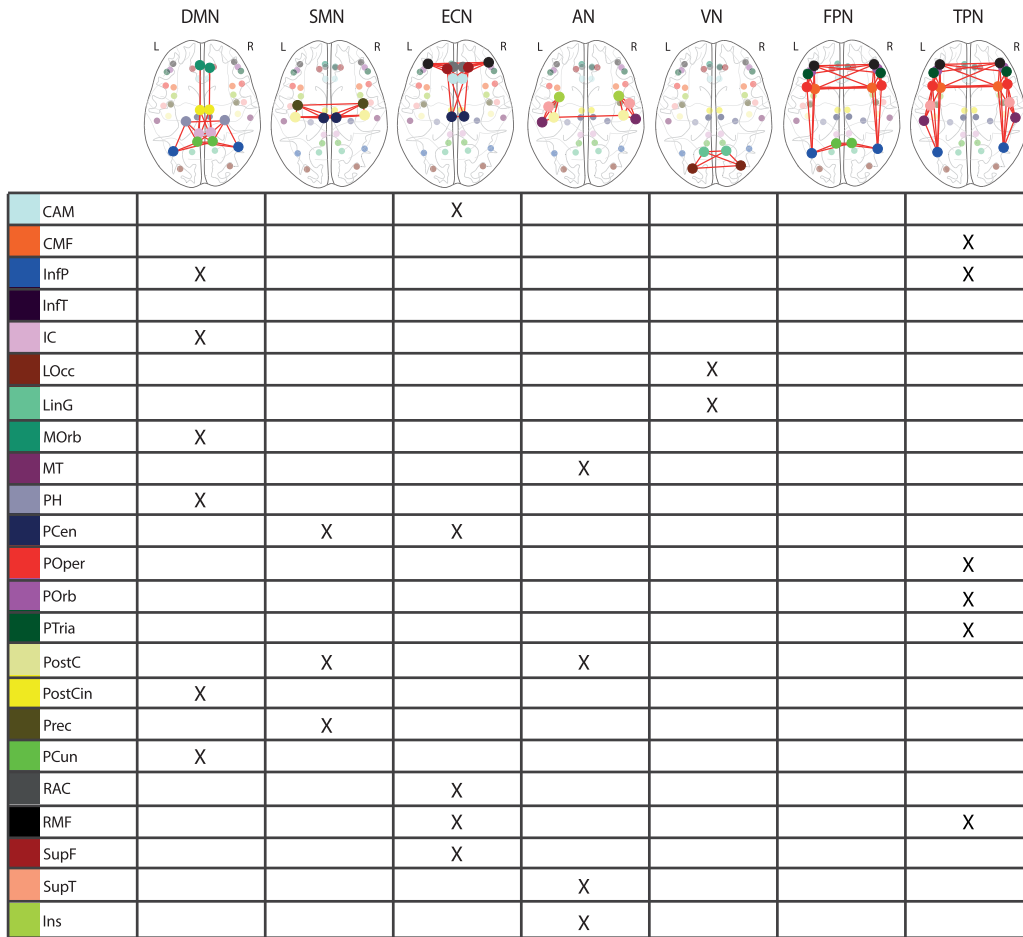 DMN SMN ECN AN VN FPN TPN
L R L R L R L R L R L R L R
CAM X
CMF X
InfP X X
InfT
IC X
LOcc X
LinG X
MOrb X
MT X
PH X
PCen X X
POper X
POrb X
PTria X
PostC X X
PostCin X
Prec X
PCun X
RAC X
RMF X X
SupF X
SupT X
Ins X